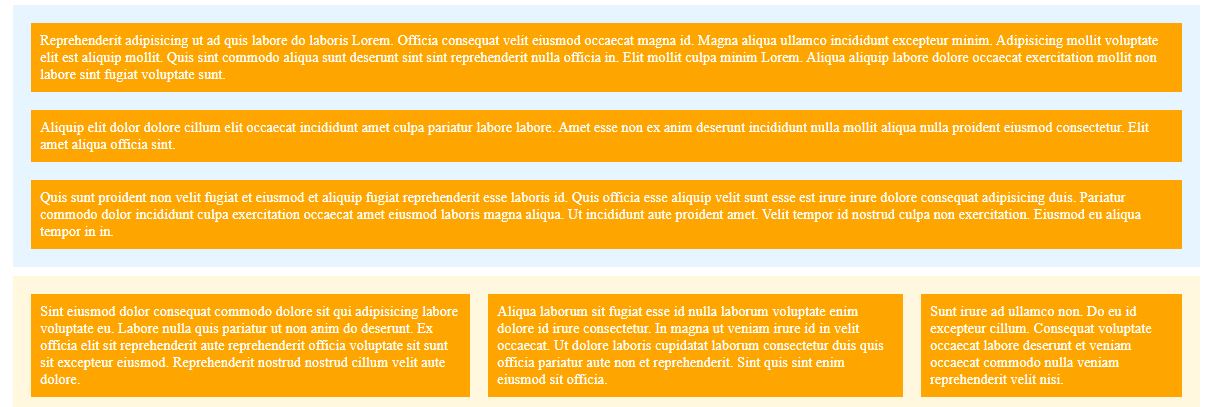 Reprehenderit adipisicing ut ad quis labore do laboris Lorem. Officia consequat velit eiusmod occaecat magna id. Magna aliqua ullamco incididunt excepteur minim. Adipisicing mollit voluptate
elit est aliquip mollit. Quis sint commodo aliqua sunt deserunt sint sint reprehenderit nulla officia in. Elit mollit culpa minim Lorem. Aliqua aliquip labore dolore occaecat exercitation mollit non
labore sint fugiat voluptate sunt.
Aliquip elit dolor dolore cillum elit occaecat incididunt amet culpa pariatur labore labore. Amet esse non ex anim deserunt incididunt nulla mollit aliqua nulla proident eiusmod consectetur. Elit
amet aliqua officia sint.
Quis sunt proident non velit fugiat et eiusmod et aliquip fugiat reprehenderit esse laboris id. Quis officia esse aliquip velit sunt esse est irure irure dolore consequat adipisicing duis. Pariatur
commodo dolor incididunt culpa exercitation occaecat amet eiusmod laboris magna aliqua. Ut incididunt aute proident amet. Velit tempor id nostrud culpa non exercitation. Eiusmod eu aliqua
tempor in in.
Sint eiusmod dolor consequat commodo dolore sit qui adipisicing labore
voluptate eu. Labore nulla quis pariatur ut non anim do deserunt. Ex
officia elit sit reprehenderit aute reprehenderit officia voluptate sit sunt
sit excepteur eiusmod. Reprehenderit nostrud nostrud cillum velit aute
dolore.
Aliqua laborum sit fugiat esse id nulla laborum voluptate enim
dolore id irure consectetur. In magna ut veniam irure id in velit
occaecat. Ut dolore laboris cupidatat laborum consectetur duis quis
officia pariatur aute non et reprehenderit. Sint quis sint enim
eiusmod sit officia.
Sunt irure ad ullamco non. Do eu id
excepteur cillum. Consequat voluptate
occaecat labore deserunt et veniam
occaecat commodo nulla veniam
reprehenderit velit nisi.